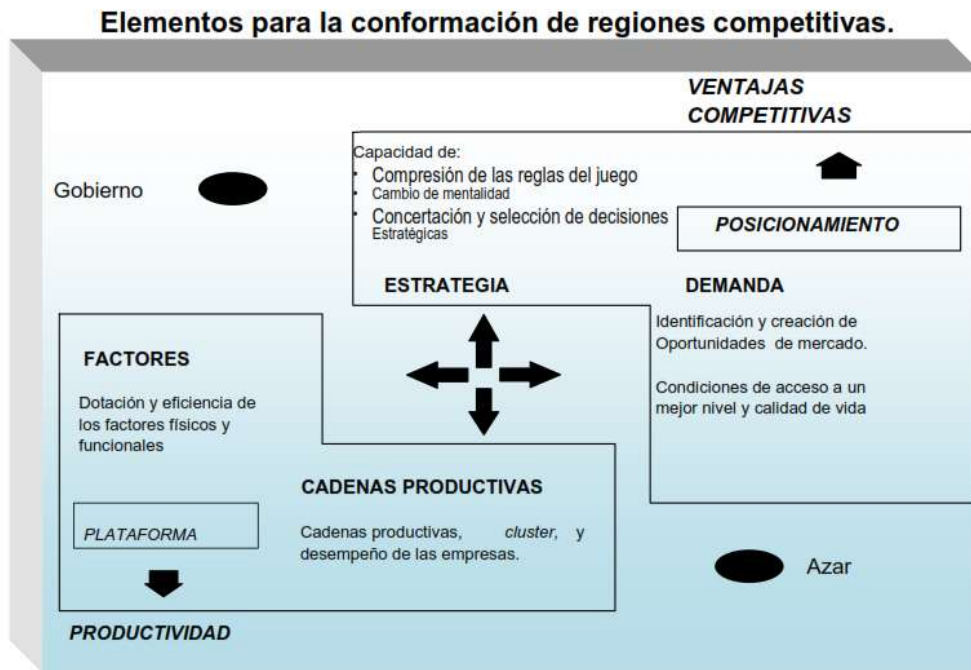 Elementos para la conformación de regiones competitivas.
VENTAJAS
COMPETITIVAS
Gobierno
Capacidad de:
• Compresión de las reglas del juego
• Cambio de mentalidad
• Concertación y selección de decisiones
Estratégicas
POSICIONAMIENTO
ESTRATEGIA
DEMANDA
Identificación y creación de
Oportunidades de mercado.
Condiciones de acceso a un
mejor nivel y calidad de vida
FACTORES
Dotación y eficiencia de
los factores físicos y
funcionales
CADENAS PRODUCTIVAS
Cadenas productivas, cluster, y
desempeño de las empresas.
PLATAFORMA
Azar
PRODUCTIVIDAD